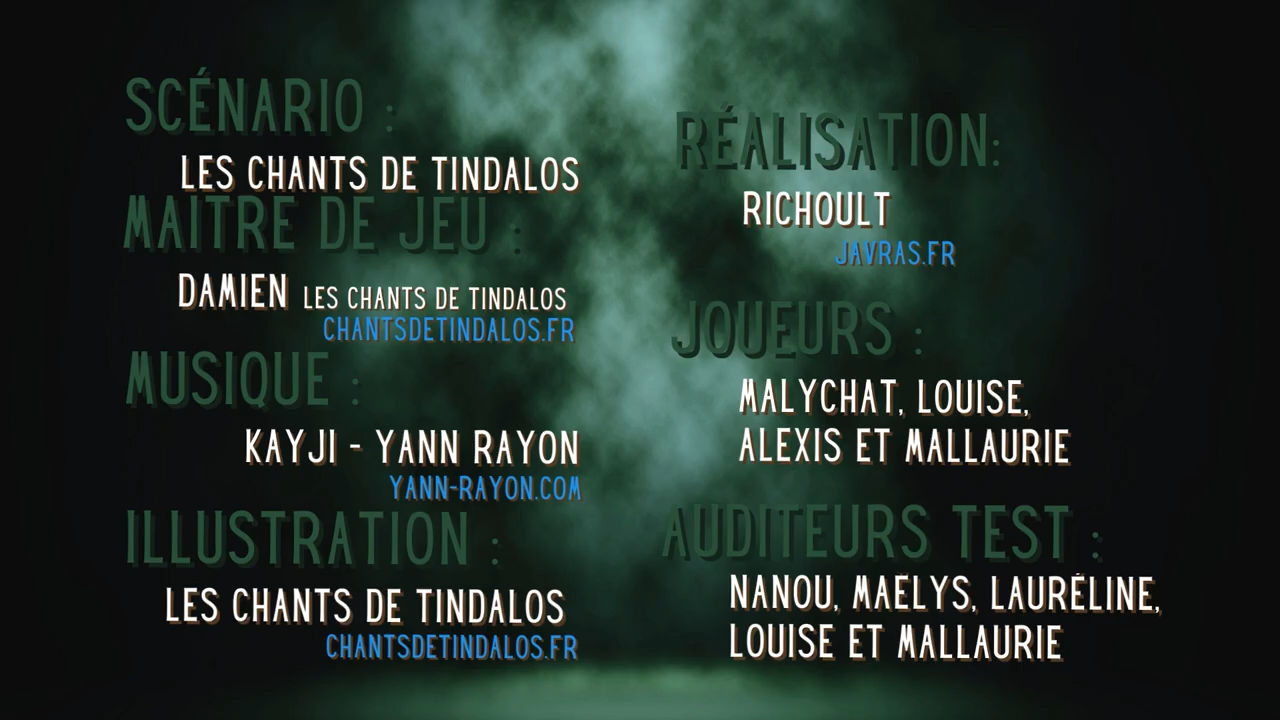 SCÉNARIO :
LES CHANTS DE TINDALOS
MAITRE DE JEU :
DAMIEN LES CHANTS DE TINDALOS
CHANTSDETINDALOS.FR
MUSIQUE :
KAYJI - YANN RAYON
YANN-RAYON.COM
ILLUSTRATION :
LES CHANTS DE TINDALOS
CHANTSDETINDALOS.FR
RÉALISATION:
RICHOULT
JAVRAS.FR
JOUEURS :
MALYCHAT, LOUISE,
ALEXIS ET MALLAURIE
AUDITEURS TEST :
NANOU, MAËLYS, LAURÉLINE,
LOUISE ET MALLAURIE